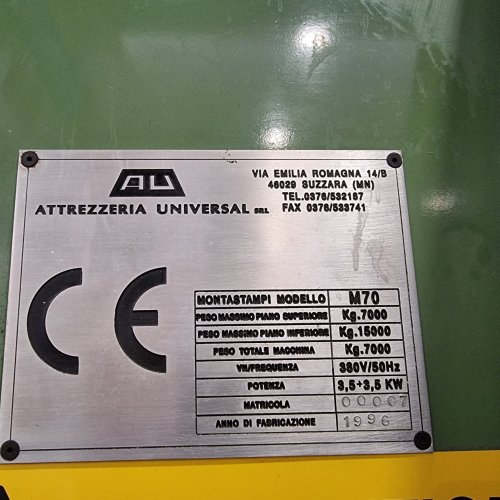 AU
ATTREZZERIA UNIVERSAL SRL
VIA EMILIA ROMAGNA 14/B
46029 SUZZARA (MN)
TEL.0376/532187
FAX 0376/533741
CE
MONTASTAMPI MODELLO M70
PESO MASSIMO PIANO SUPERIORE Kg.7000
PESO MASSIMO PIANO INFERIORE Kg.15000
PESO TOTALE MACCHINA Kg.7000
VN/FREQUENZA 380V/50Hz
POTENZA 3,5+3,5 KW
MATRICOLA 00007
ANNO DI FABRICAZIONE 1996